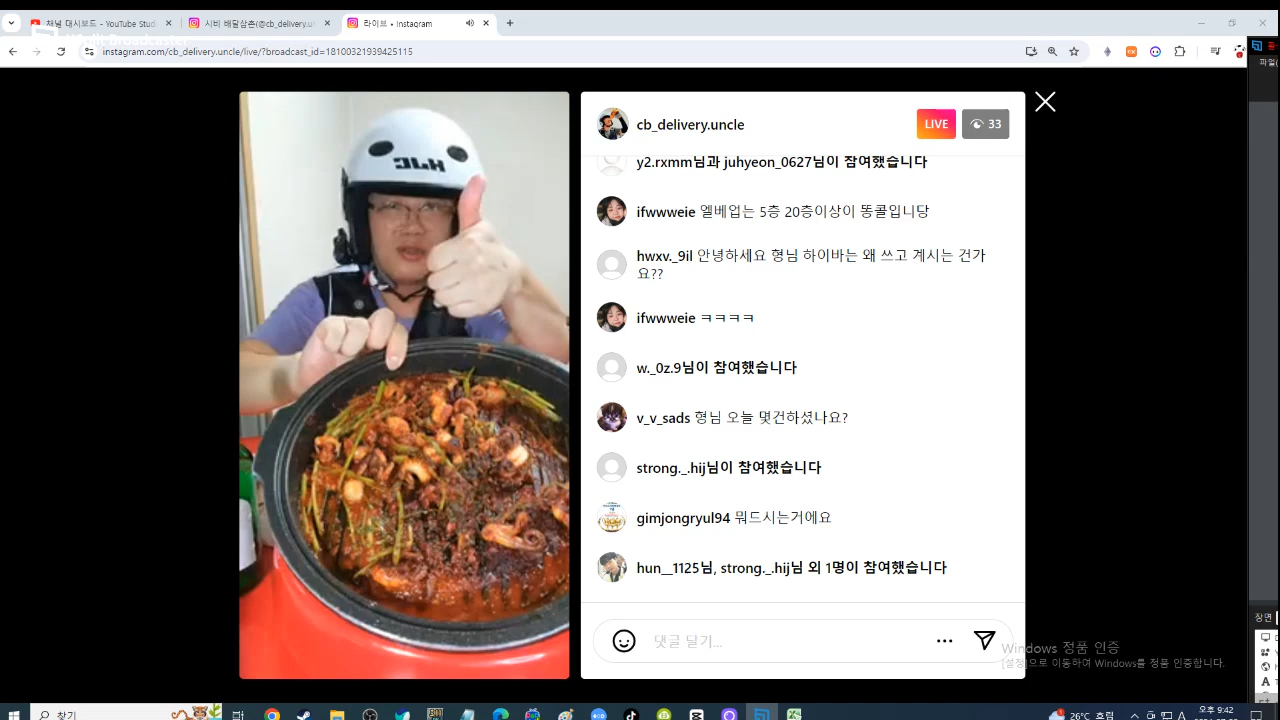 채널 대시보드 - YouTube Studi
시비 배달삼촌(@cb_delivery.u
라이브 • Instagram
instagram.com/cb_delivery.uncle/live/?broadcast_id=18100321939425115
파일(
cb_delivery.uncle
LIVE
33
y2.rxmm님과 juhyeon_0627님이 참여했습니다
ifwwweie 엘베업는 5층 20층이상이 똥콜입니당
hwxv._9il 안녕하세요 형님 하이바는 왜 쓰고 계시는 건가
요??
ifwwweie ㅋㅋㅋㅋ
w._0z.9님이 참여했습니다
v_v_sads 형님 오늘 몇건하셨나요?
strong._.hij님이 참여했습니다
gimjongryul94 뭐드시는거에요
hun__1125님, strong._.hij님 외 1명이 참여했습니다
댓글 달기...
장면
Windows 정품 인증
[설정]으로 이동하여 Windows를 정품 인증합니다.
찾기
26°C 흐림
오후 9:42